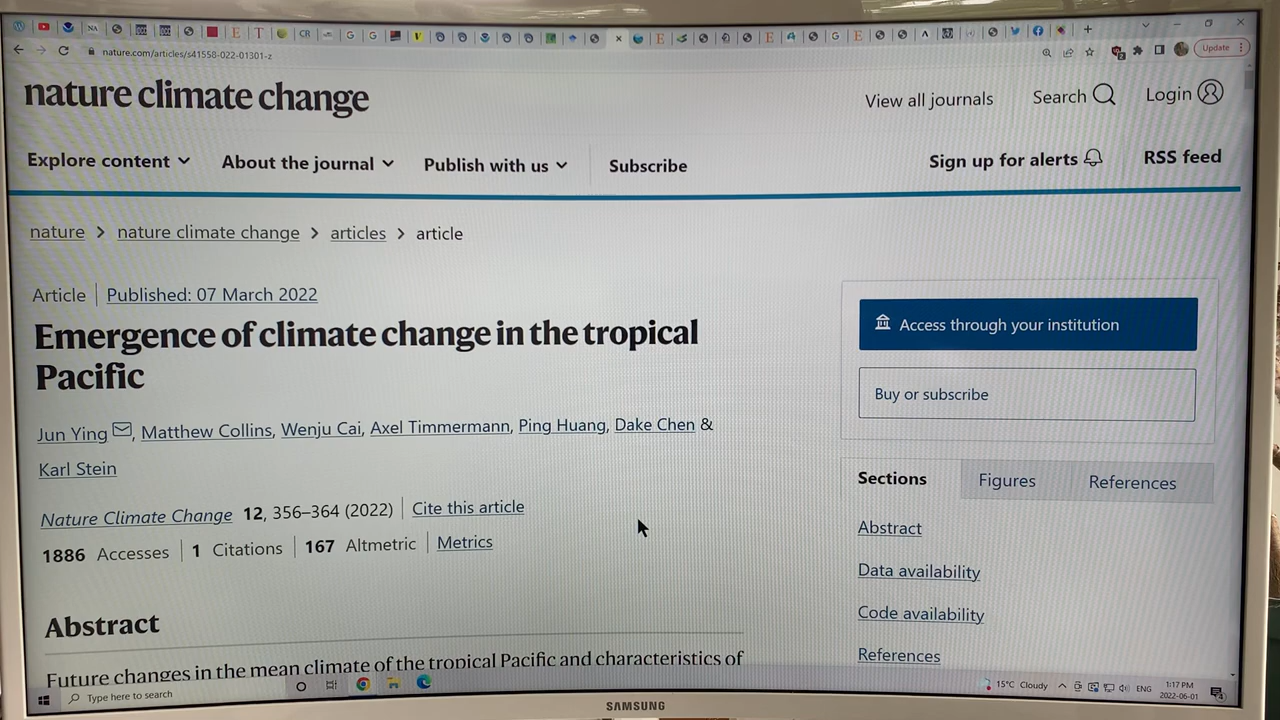 nature.com/articles/s41558-022-01301-z
Update
nature climate change
View all journals
Search
Login
Explore content
About the journal
Publish with us
Subscribe
Sign up for alerts
RSS feed
nature > nature climate change > articles > article
Article
Published: 07 March 2022
Emergence of climate change in the tropical
Pacific
Jun Ying, Matthew Collins, Wenju Cai, Axel Timmermann, Ping Huang, Dake Chen &
Karl Stein
Nature Climate Change 12, 356–364 (2022)
Cite this article
1886 Accesses
1 Citations
167 Altmetric
Metrics
Abstract
Future changes in the mean climate of the tropical Pacific and characteristics of
Access through your institution
Buy or subscribe
Sections
Figures
References
Abstract
Data availability
Code availability
References
Type here to search
15°C Cloudy
ENG
1:17 PM
2022-06-01
SAMSUNG